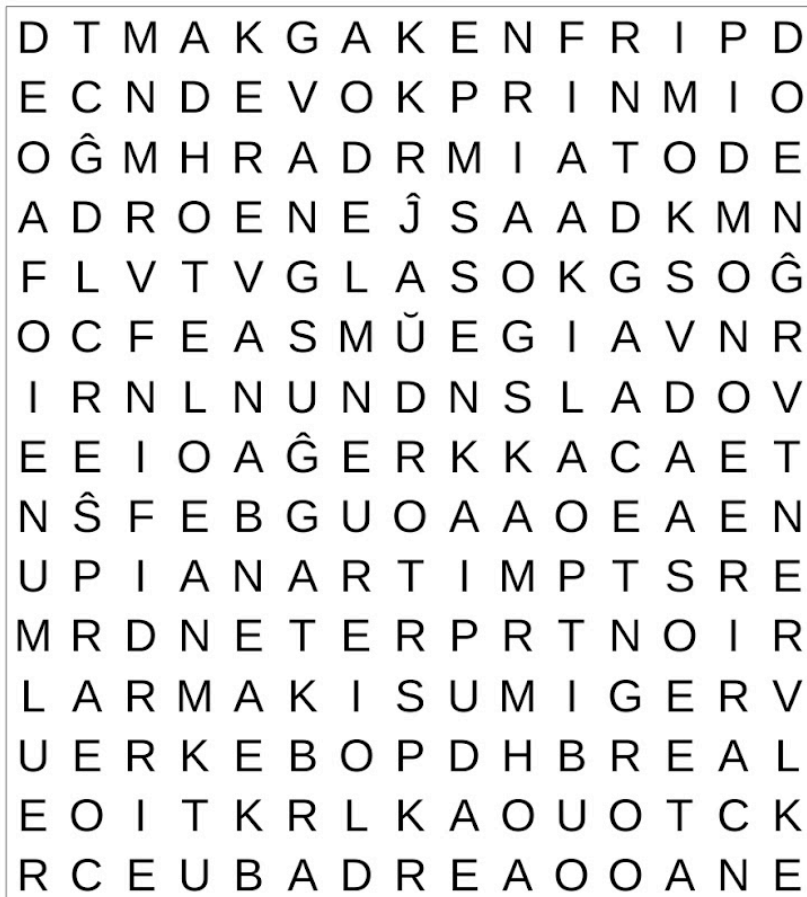 D T M A K G A K E N F R I P D
E C N D E V O K P R I N M I O
O Ĝ M H R A D R M I A T O D E
A D R O E N E Ĵ S A A D K M N
F L V T V G L A S O K G S O Ĝ
O C F E A S M Ŭ E G I A V N R
I R N L N U N D N S L A D O V
E E I O A Ĝ E R K K A C A E T
N Ŝ F E B G U O A A O E A E N
U P I A N A R T I M P T S R E
M R D N E T E R P R T N O I R
L A R M A K I S U M I G E R V
U E R K E B O P D H B R E A L
E O I T K R L K A O U O T C K
R C E U B A D R E A O O A N E